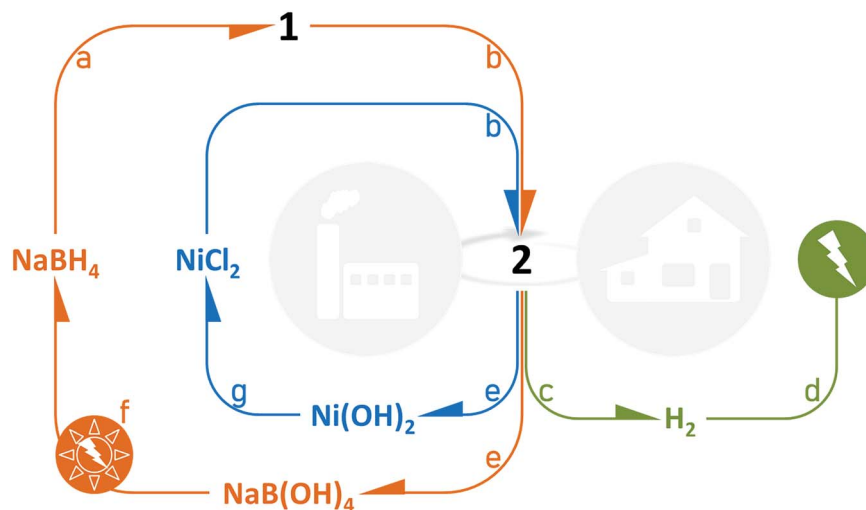 1
a
b
b
NaBH₄
NiCl₂
2
f
g
e
c
d
Ni(OH)₂
H₂
e
NaB(OH)₄